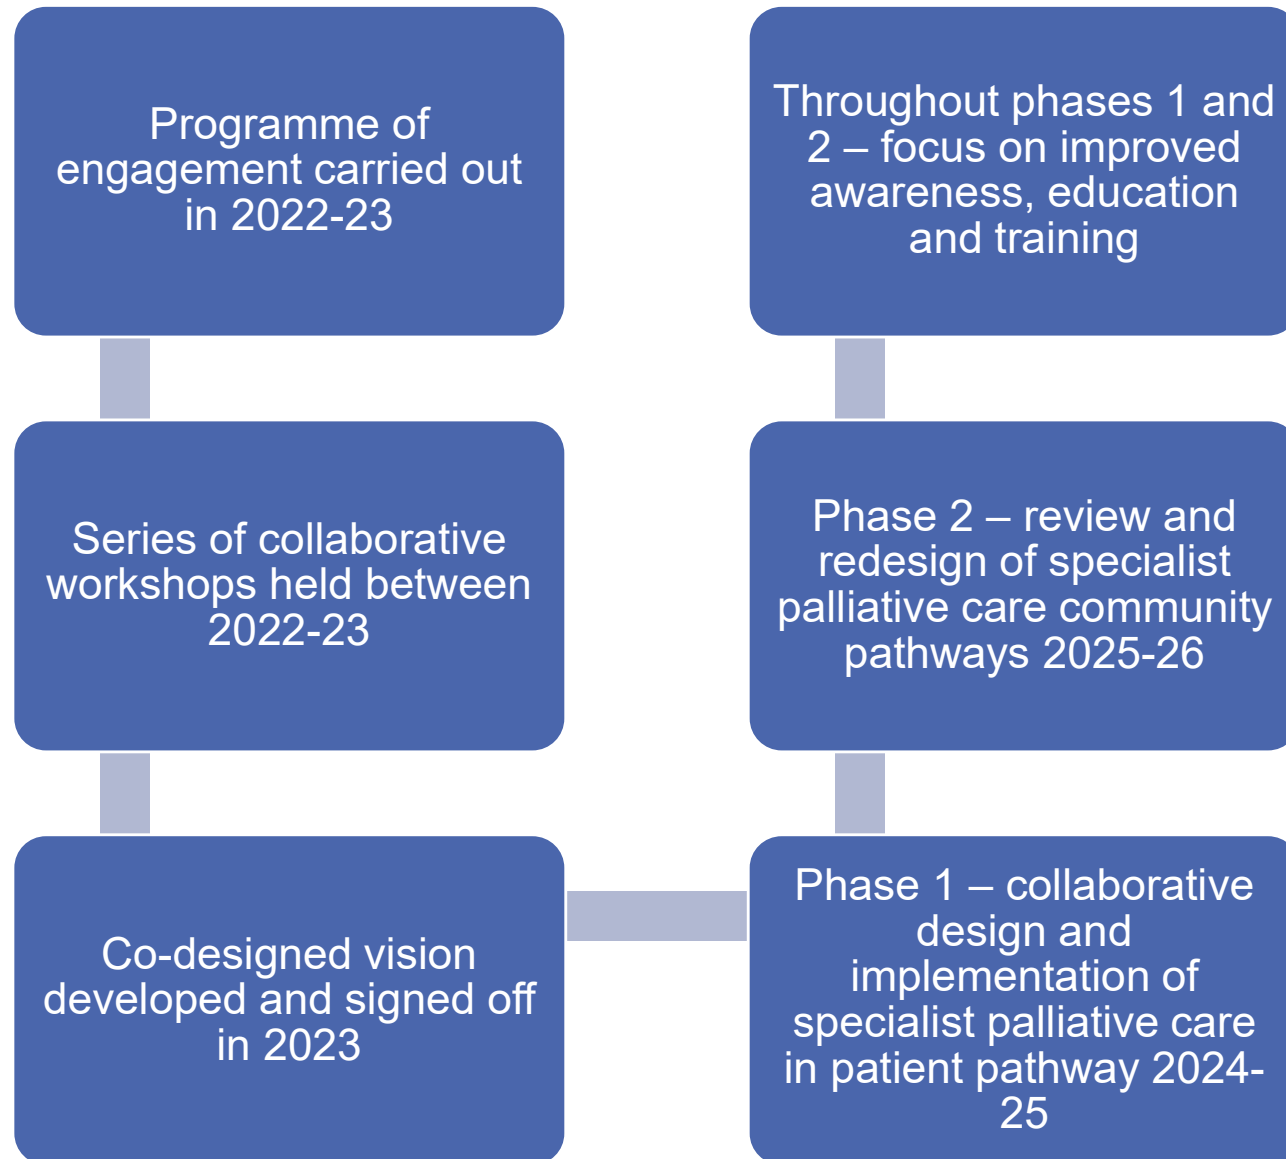 Programme of
engagement carried out
in 2022-23
Series of collaborative
workshops held between
2022-23
Co-designed vision
developed and signed off
in 2023
Phase 1 – collaborative
design and
implementation of
specialist palliative care
in patient pathway 2024-
25
Phase 2 – review and
redesign of specialist
palliative care community
pathways 2025-26
Throughout phases 1 and
2 – focus on improved
awareness, education
and training